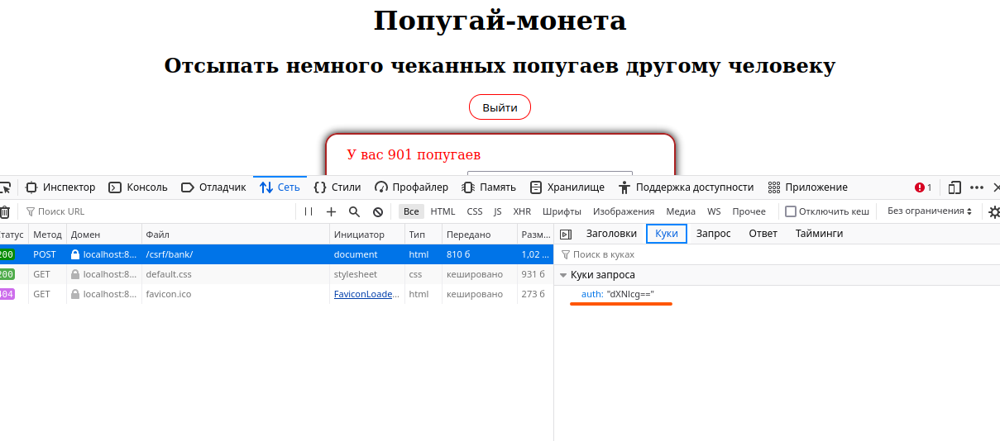 Попугай-монета
Отсыпать немного чеканных попугаев другому человеку
Выйти
У вас 901 попугаев
Инспектор Консоль Отладчик Сеть Стили Профайлер Память Хранилище Поддержка доступности Приложение 1
Поиск URL Все HTML CSS JS XHR Шрифты Изображения Медиа WS Прочее Отключить кеш Без ограничения
татус Метод Домен Файл Инициатор Тип Передано Разм... Заголовки Куки Запрос Ответ Тайминги
200 POST localhost:8... /csrf/bank/ document html 810 б 1,02 ... Поиск в куках
200 GET localhost:8... default.css stylesheet css кешировано 931 б Куки запроса
404 GET localhost:8... favicon.ico FaviconLoade... html кешировано 273 б auth: "dXNlcg=="